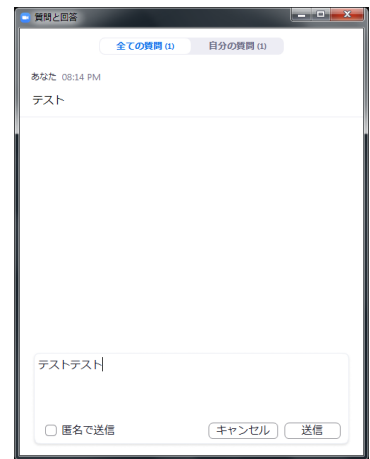 質問と回答
全ての質問 (1) 自分の質問 (1)
あなた 08:14 PM
テスト
テストテスト
匿名で送信 キャンセル 送信